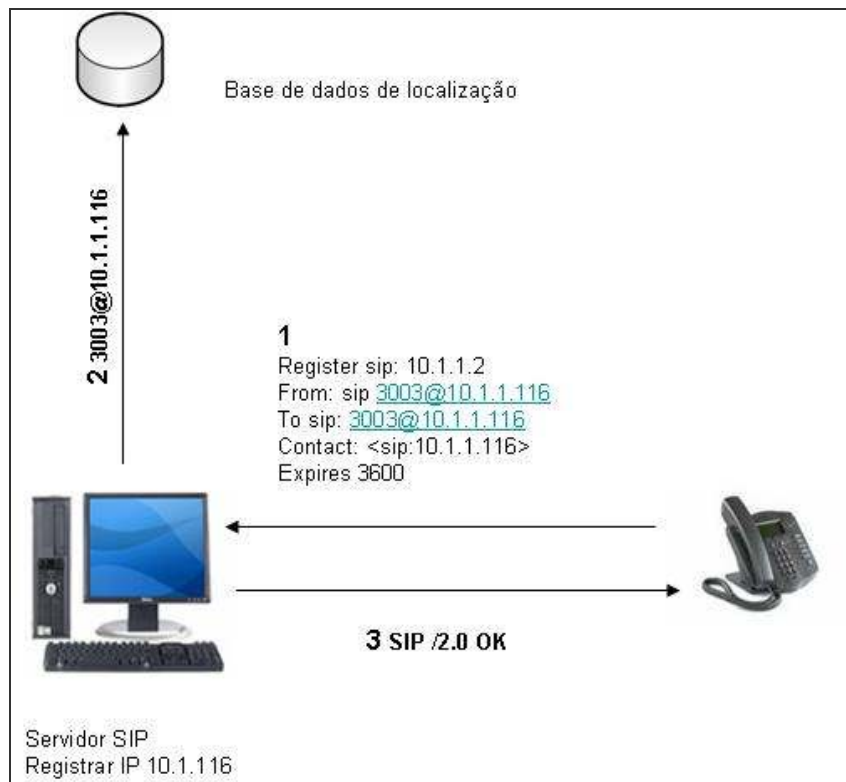 Base de dados de localização
2 3003@10.1.1.116
1
Register sip: 10.1.1.2
From: sip 3003@10.1.1.116
To sip: 3003@10.1.1.116
Contact: <sip:10.1.1.116>
Expires 3600
3 SIP /2.0 OK
Servidor SIP
Registrar IP 10.1.116